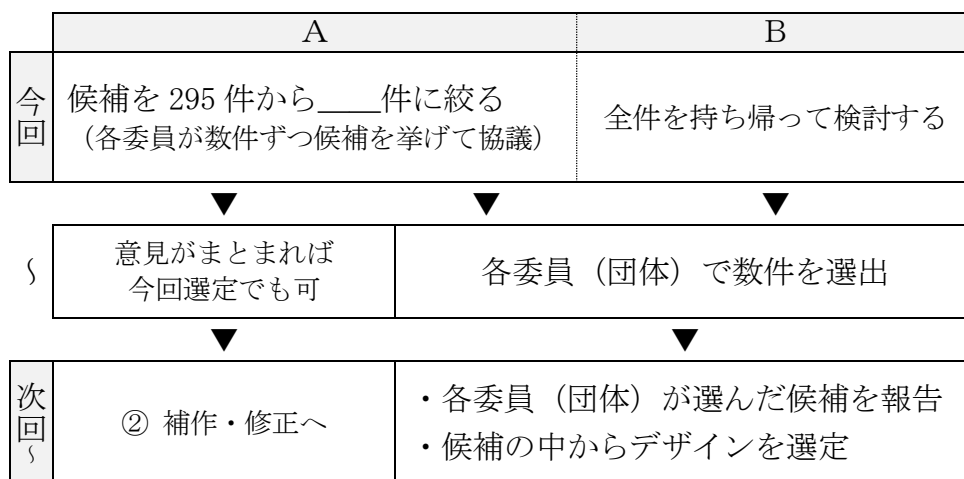 A
B
今回
候補を 295 件から____件に絞る
（各委員が数件ずつ候補を挙げて協議）
全件を持ち帰って検討する
▼ ▼ ▼
～
意見がまとまれば
今回選定でも可
各委員（団体）で数件を選出
▼ ▼
次回～
② 補作・修正へ
・各委員（団体）が選んだ候補を報告
・候補の中からデザインを選定